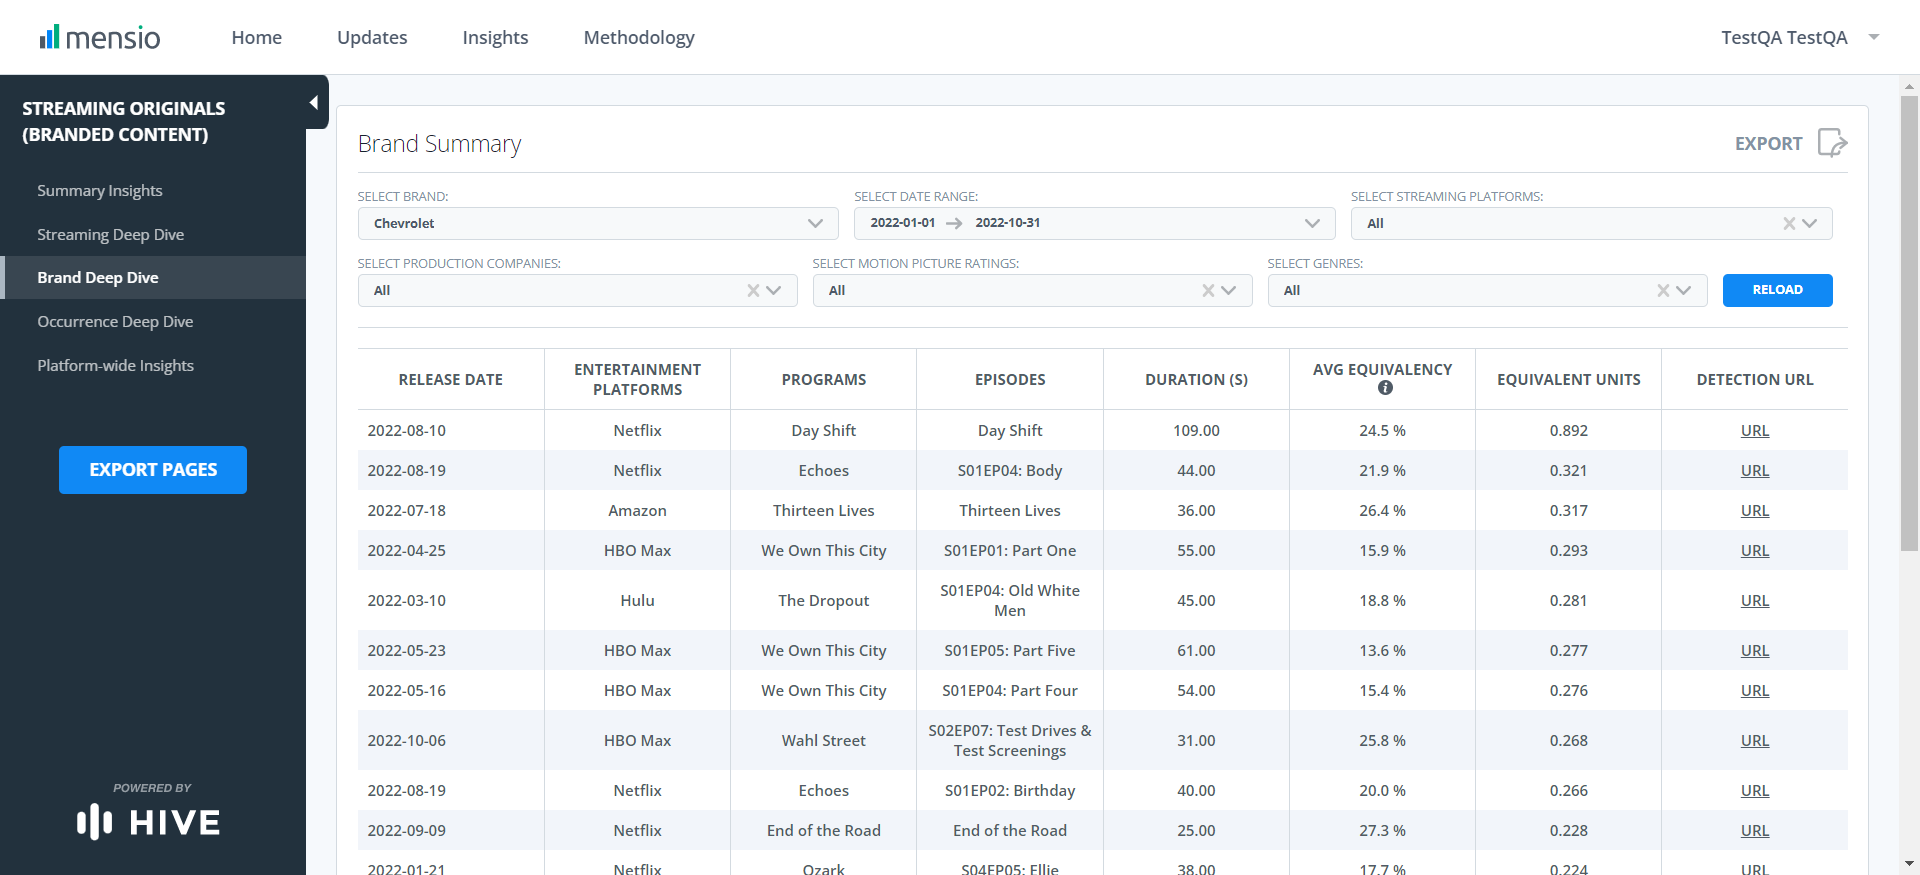 mensio
Home
Updates
Insights
Methodology
TestQA TestQA
STREAMING ORIGINALS
(BRANDED CONTENT)
Summary Insights
Streaming Deep Dive
Brand Deep Dive
Occurrence Deep Dive
Platform-wide Insights
EXPORT PAGES
POWERED BY
HIVE
Brand Summary
EXPORT
SELECT BRAND:
Chevrolet
SELECT DATE RANGE:
2022-01-01 → 2022-10-31
SELECT STREAMING PLATFORMS:
All
SELECT PRODUCTION COMPANIES:
All
SELECT MOTION PICTURE RATINGS:
All
SELECT GENRES:
All
RELOAD
RELEASE DATE
ENTERTAINMENT
PLATFORMS
PROGRAMS
EPISODES
DURATION (S)
AVG EQUIVALENCY
EQUIVALENT UNITS
DETECTION URL
2022-08-10 Netflix Day Shift Day Shift 109.00 24.5 % 0.892 URL
2022-08-19 Netflix Echoes S01EP04: Body 44.00 21.9 % 0.321 URL
2022-07-18 Amazon Thirteen Lives Thirteen Lives 36.00 26.4 % 0.317 URL
2022-04-25 HBO Max We Own This City S01EP01: Part One 55.00 15.9 % 0.293 URL
2022-03-10 Hulu The Dropout S01EP04: Old White
Men 45.00 18.8 % 0.281 URL
2022-05-23 HBO Max We Own This City S01EP05: Part Five 61.00 13.6 % 0.277 URL
2022-05-16 HBO Max We Own This City S01EP04: Part Four 54.00 15.4 % 0.276 URL
2022-10-06 HBO Max Wahl Street S02EP07: Test Drives &
Test Screenings 31.00 25.8 % 0.268 URL
2022-08-19 Netflix Echoes S01EP02: Birthday 40.00 20.0 % 0.266 URL
2022-09-09 Netflix End of the Road End of the Road 25.00 27.3 % 0.228 URL
2022-01-21 Netflix Ozark S04EP05: Ellie 38.00 17.7 % 0.224 URL